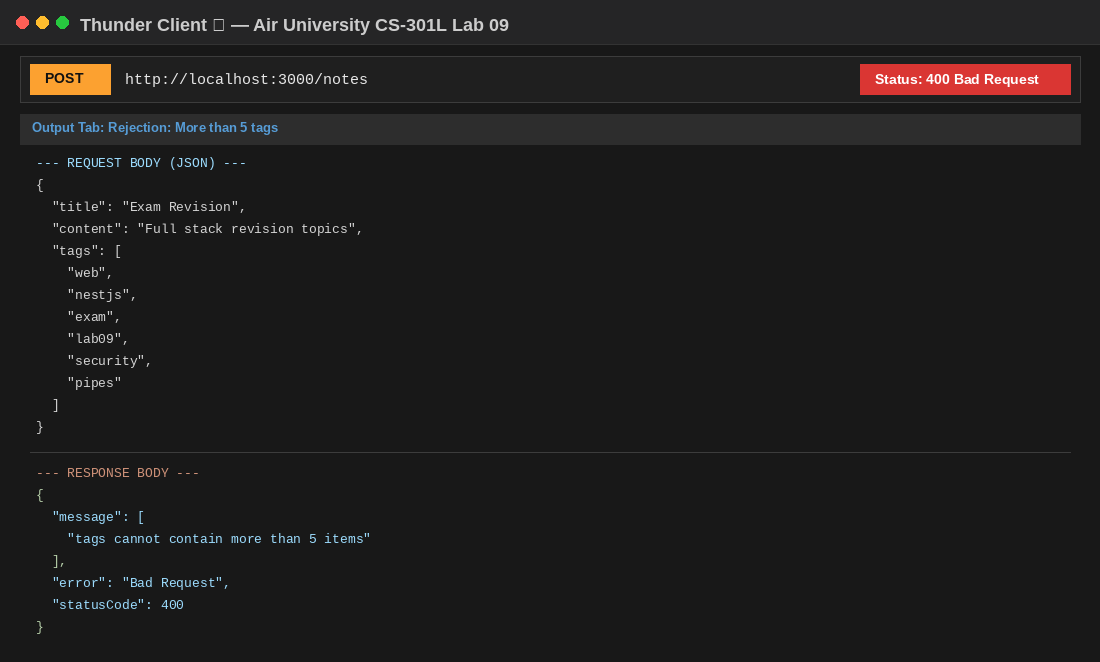 Thunder Client — Air University CS-301L Lab 09
POST http://localhost:3000/notes Status: 400 Bad Request
Output Tab: Rejection: More than 5 tags
--- REQUEST BODY (JSON) ---
{
  "title": "Exam Revision",
  "content": "Full stack revision topics",
  "tags": [
    "web",
    "nestjs",
    "exam",
    "lab09",
    "security",
    "pipes"
  ]
}
--- RESPONSE BODY ---
{
  "message": [
    "tags cannot contain more than 5 items"
  ],
  "error": "Bad Request",
  "statusCode": 400
}